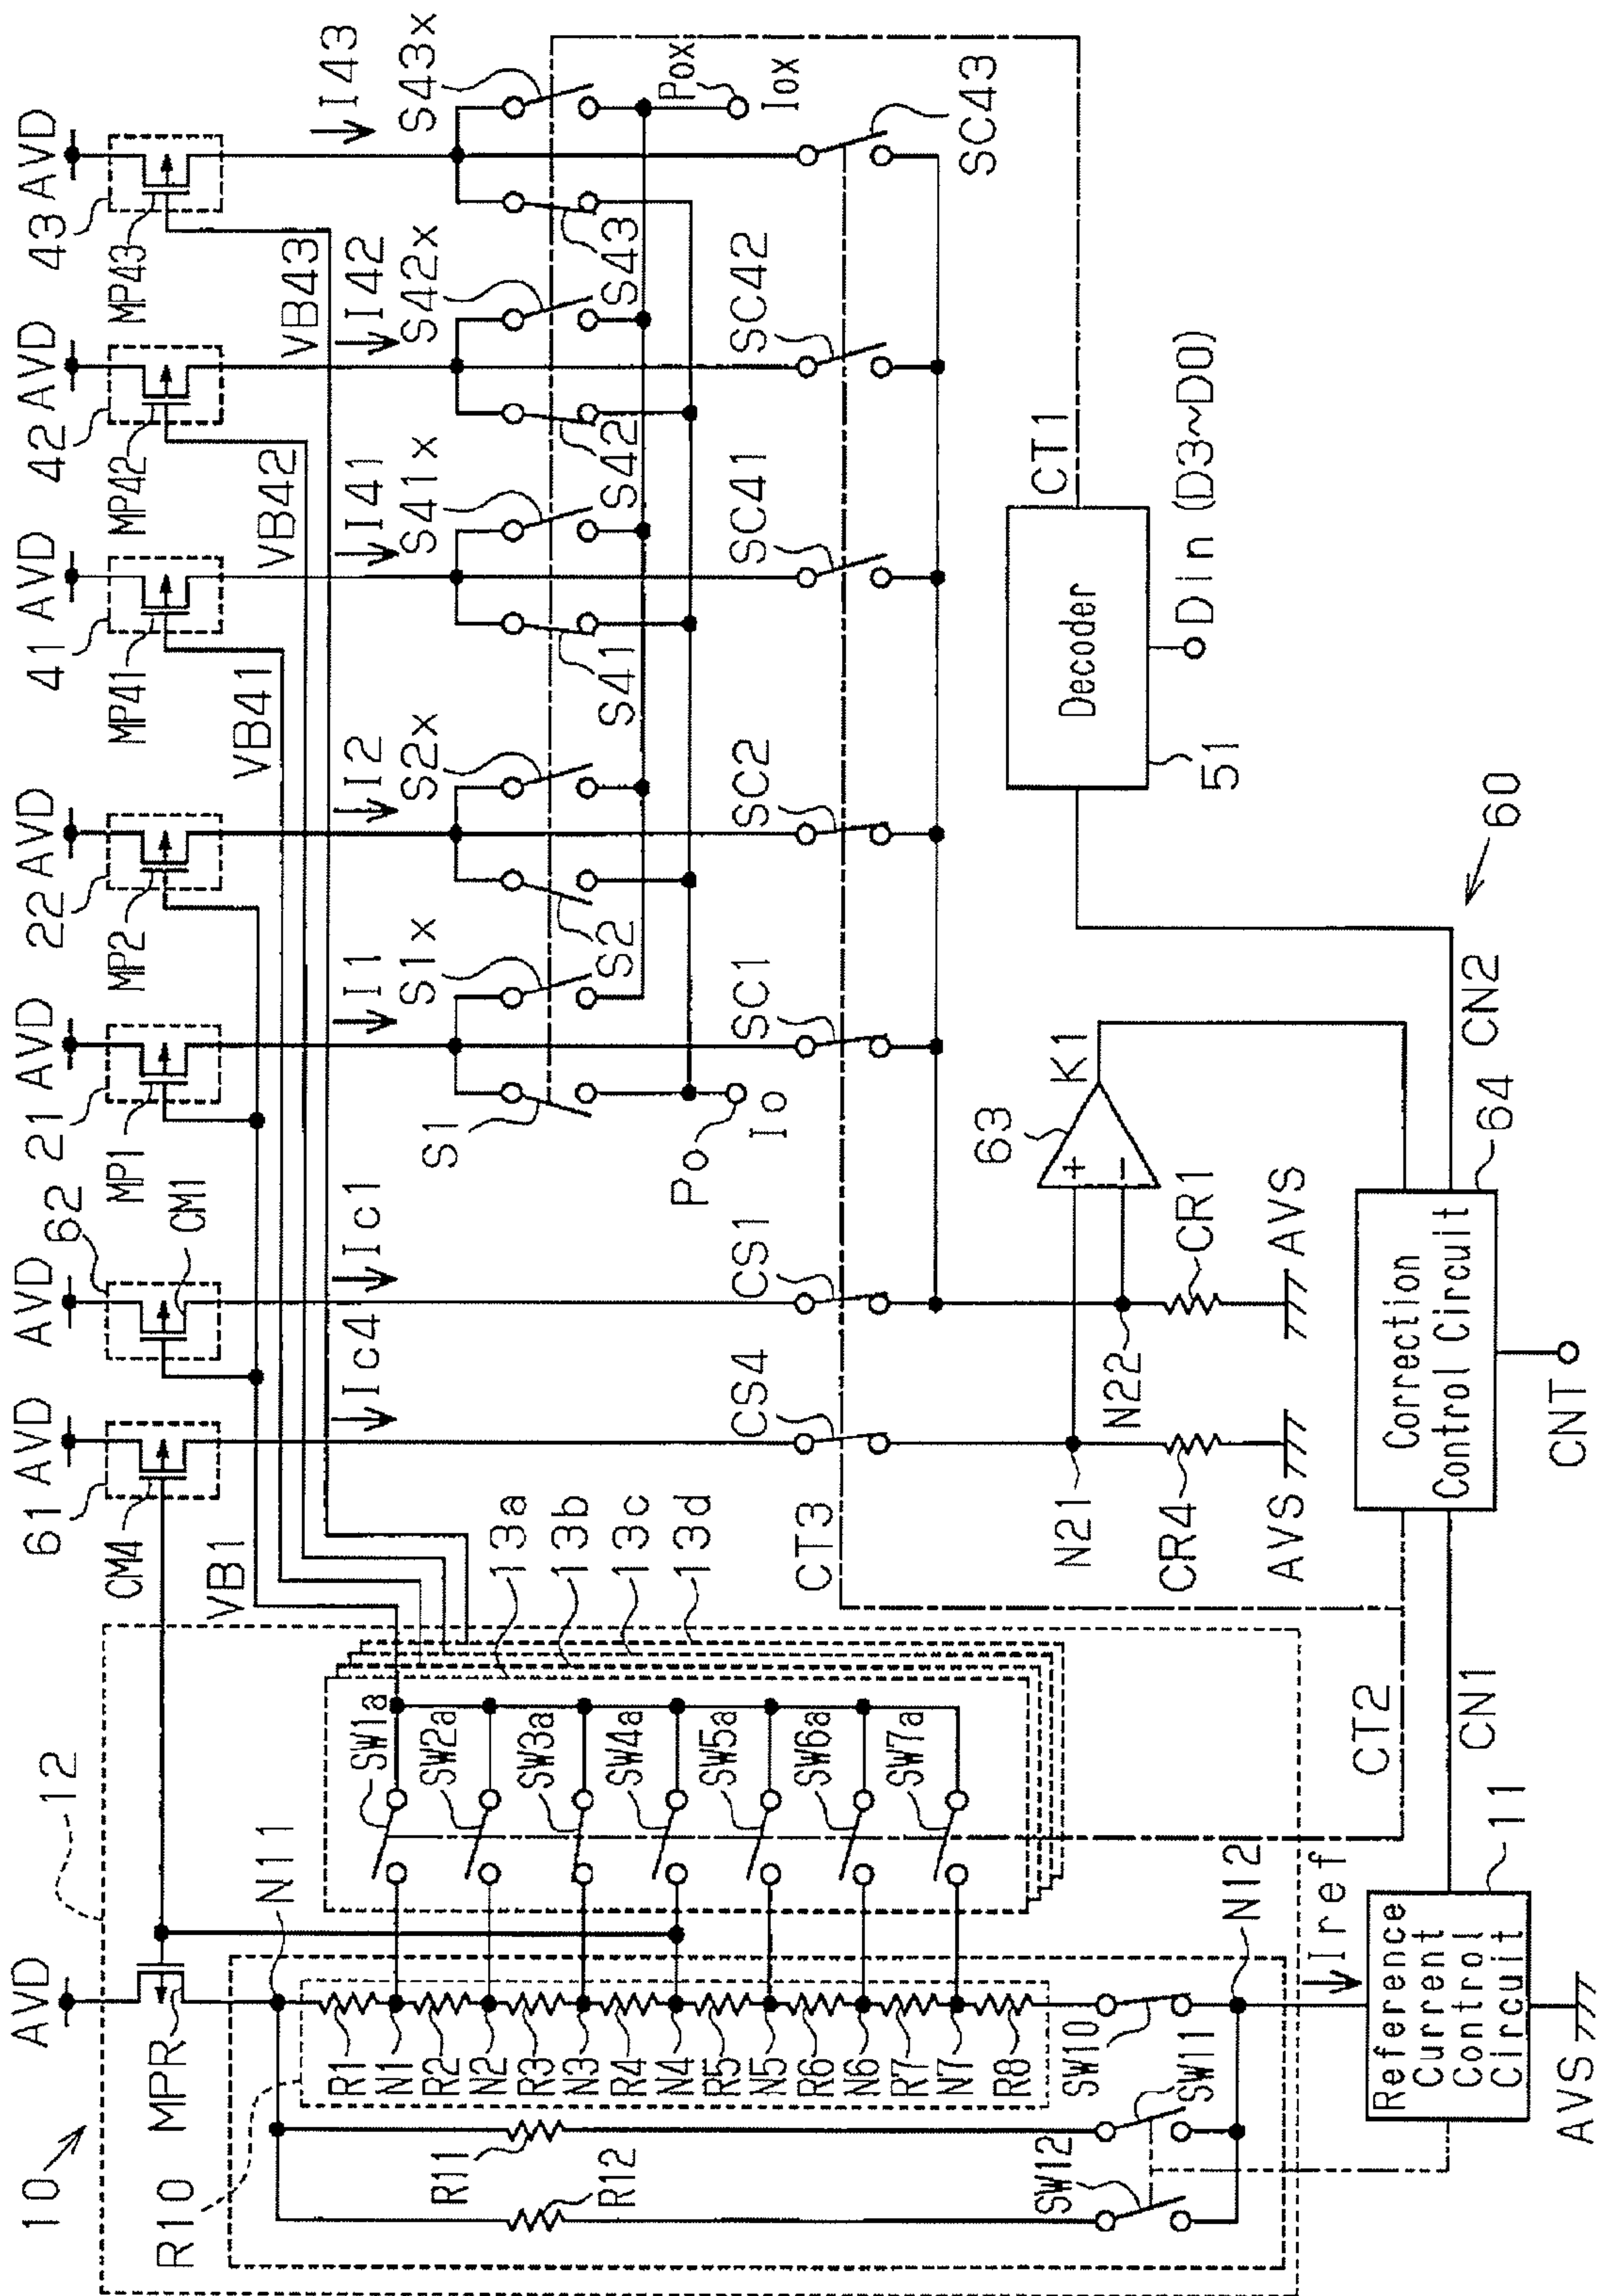 10
12
AVD
MPR
R10
N11
R1
N1
R2
N2
R3
N3
R4
N4
R5
N5
R6
N6
R7
N7
R8
SW10
SW11
SW12
R11
R12
N12
Iref
Reference
Current
Control
Circuit
11
AVS
SW1a
SW2a
SW3a
SW4a
SW5a
SW6a
SW7a
13a
13b
13c
13d
VB1
CT2
CN1
61
AVD
CM4
Ic4
CS4
CT3
N21
CR4
AVS
62
AVD
CM1
Ic1
CS1
N22
CR1
AVS
63
+
−
K1
Correction
Control Circuit
64
CNT
CN2
60
21
AVD
MP1
I1
S1
S1x
SC1
Po
Io
22
AVD
MP2
I2
S2
S2x
SC2
41
AVD
MP41
VB41
I41
S41
S41x
SC41
42
AVD
MP42
VB42
I42
S42
S42x
SC42
43
AVD
MP43
VB43
I43
S43
S43x
SC43
Pox
Iox
CT1
Decoder
51
Din (D3~D0)